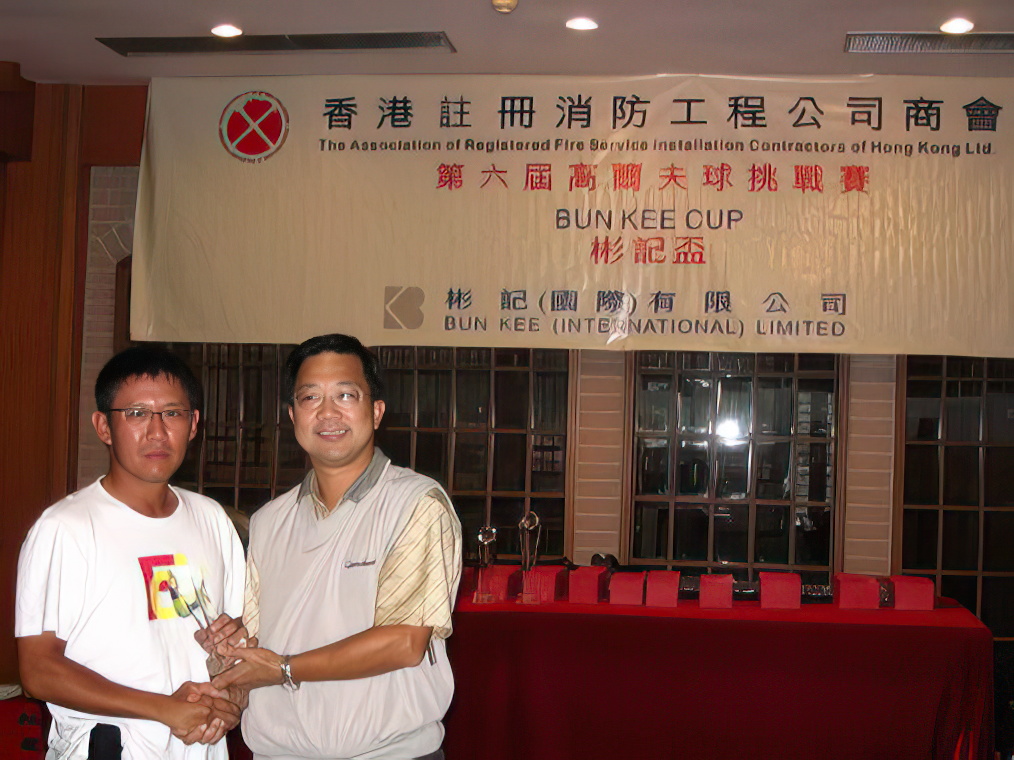 香港註冊消防工程公司商會
The Association of Registered Fire Service Installation Contractors of Hong Kong Ltd.
第六屆高爾夫球挑戰賽
BUN KEE CUP
彬記盃
彬記(國際)有限公司
BUN KEE (INTERNATIONAL) LIMITED